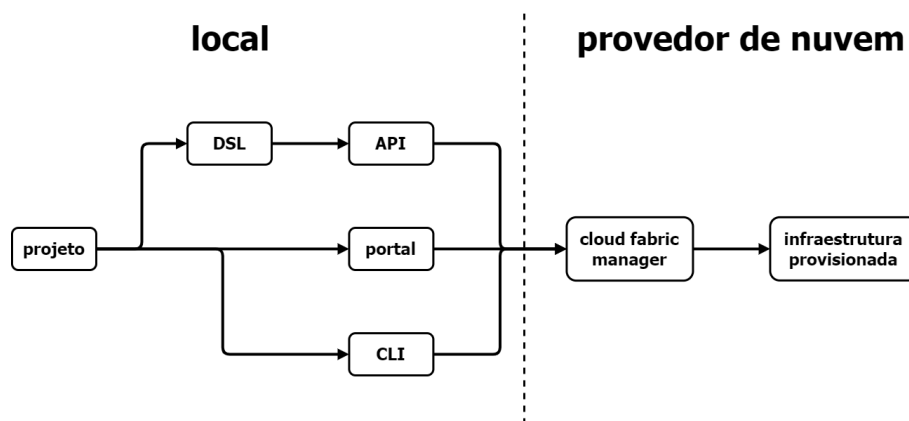 local
provedor de nuvem
DSL
API
projeto
portal
cloud fabric
manager
infraestrutura
provisionada
CLI